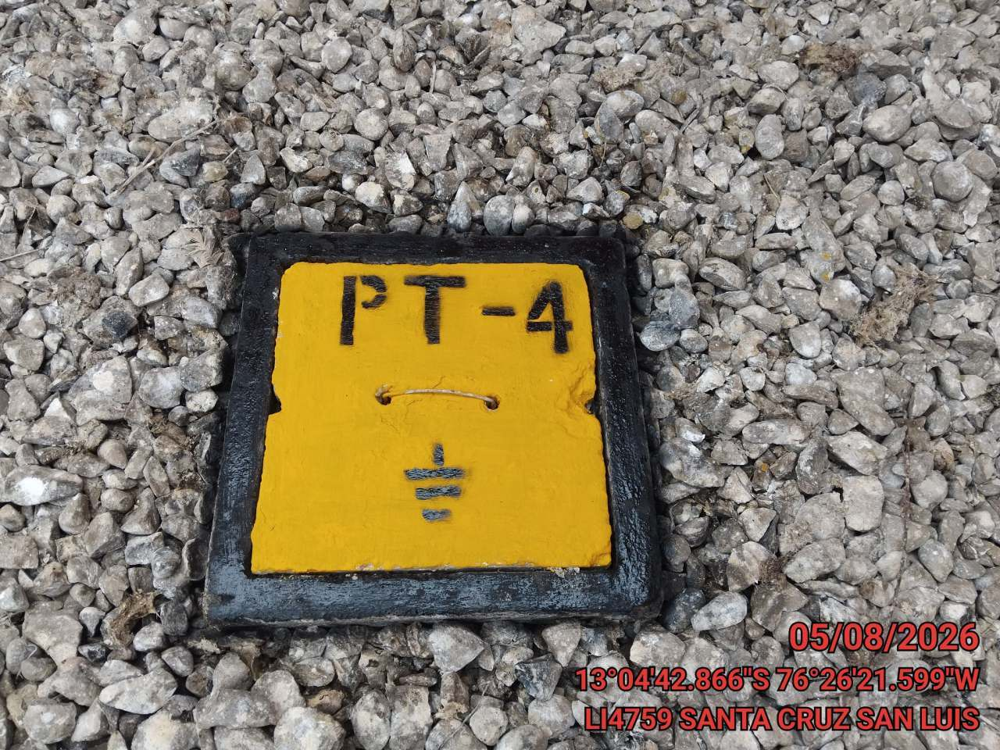 PT-4
05/08/2026
13°04'42.866"S 76°26'21.599"W
LI4759 SANTA CRUZ SAN LUIS